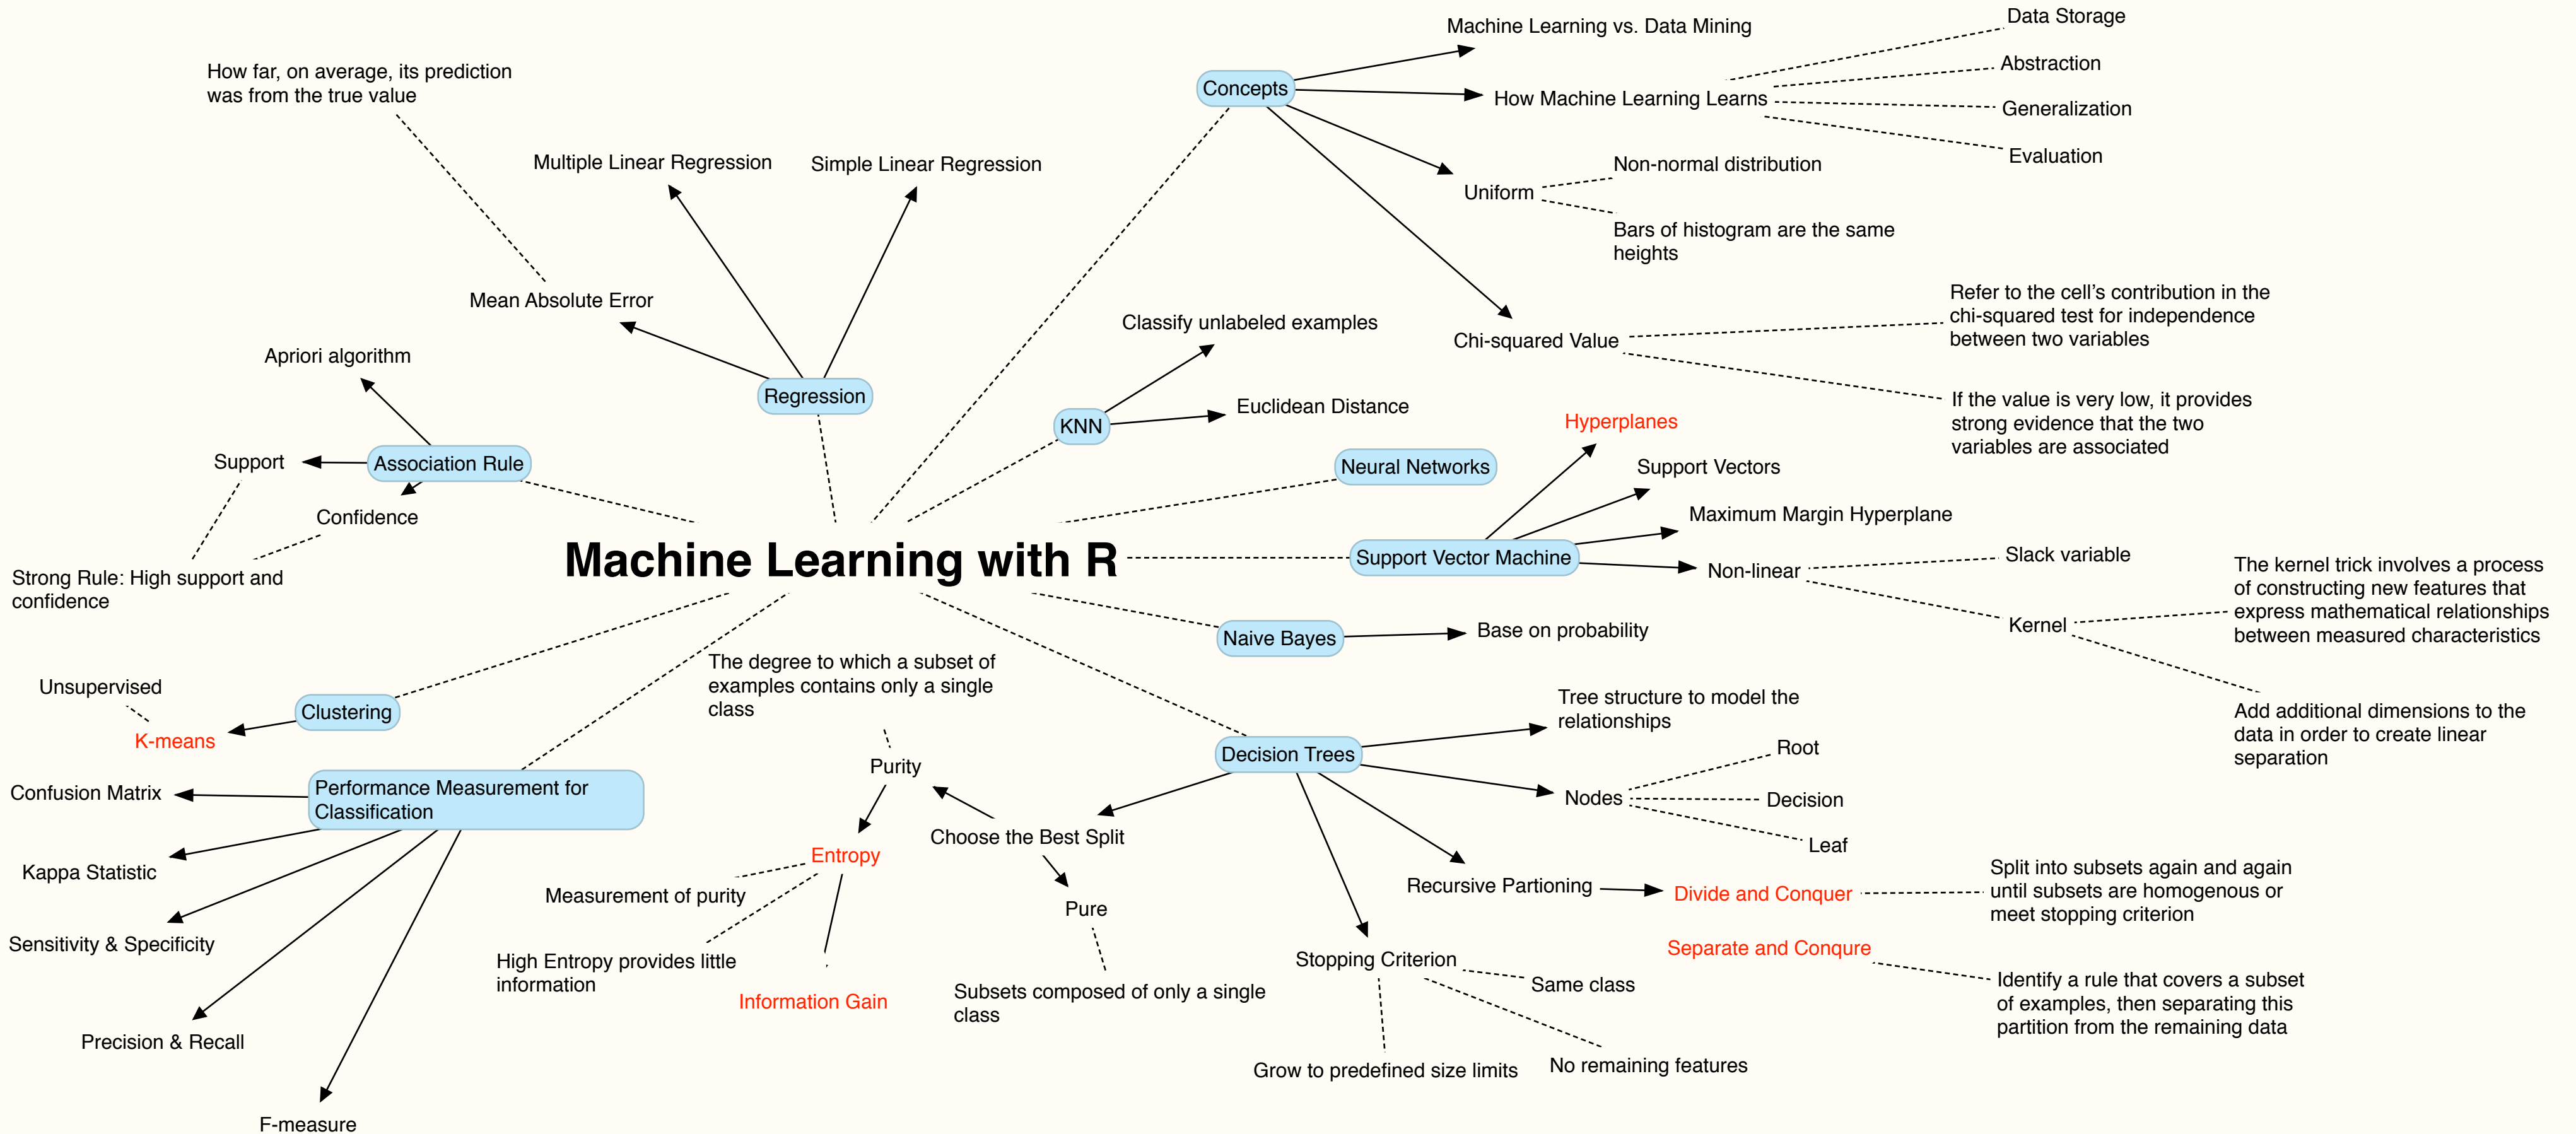 Machine Learning with R
Concepts
Machine Learning vs. Data Mining
How Machine Learning Learns
Data Storage
Abstraction
Generalization
Evaluation
Uniform
Non-normal distribution
Bars of histogram are the same
heights
Chi-squared Value
Refer to the cell’s contribution in the
chi-squared test for independence
between two variables
If the value is very low, it provides
strong evidence that the two
variables are associated
How far, on average, its prediction
was from the true value
Multiple Linear Regression
Simple Linear Regression
Mean Absolute Error
Regression
Classify unlabeled examples
Euclidean Distance
KNN
Neural Networks
Apriori algorithm
Support
Association Rule
Confidence
Strong Rule: High support and
confidence
Hyperplanes
Support Vectors
Maximum Margin Hyperplane
Support Vector Machine
Non-linear
Slack variable
Kernel
The kernel trick involves a process
of constructing new features that
express mathematical relationships
between measured characteristics
Add additional dimensions to the
data in order to create linear
separation
Naive Bayes
Base on probability
Unsupervised
Clustering
K-means
Performance Measurement for
Classification
Confusion Matrix
Kappa Statistic
Sensitivity & Specificity
Precision & Recall
F-measure
Decision Trees
Tree structure to model the
relationships
Nodes
Root
Decision
Leaf
Choose the Best Split
The degree to which a subset of
examples contains only a single
class
Purity
Entropy
Measurement of purity
High Entropy provides little
information
Information Gain
Pure
Subsets composed of only a single
class
Recursive Partioning
Divide and Conquer
Split into subsets again and again
until subsets are homogenous or
meet stopping criterion
Separate and Conqure
Identify a rule that covers a subset
of examples, then separating this
partition from the remaining data
Stopping Criterion
Same class
No remaining features
Grow to predefined size limits